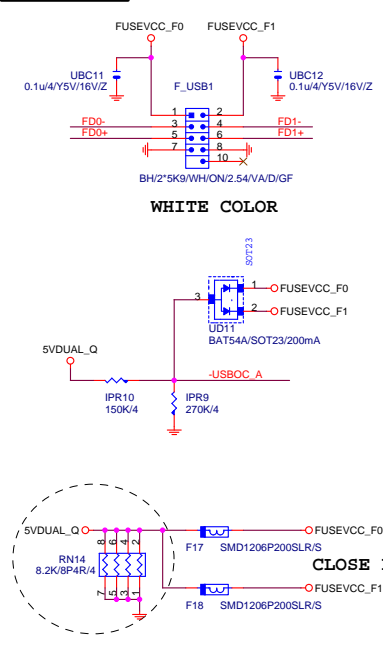 FUSEVCC_F0 FUSEVCC_F1
UBC11
0.1u/4/Y5V/16V/Z
F_USB1
UBC12
0.1u/4/Y5V/16V/Z
1 2
FD0- 3 4 FD1-
FD0+ 5 6 FD1+
7 8
10
BH/2*5K9/WH/ON/2.54/VA/D/GF
WHITE COLOR
SOT23
3 1 FUSEVCC_F0
2 FUSEVCC_F1
UD11
BAT54A/SOT23/200mA
5VDUAL_Q
-USBOC_A
IPR10
150K/4
IPR9
270K/4
5VDUAL_Q FUSEVCC_F0
8 6 4 2
F17 SMD1206P200SLR/S
RN14
8.2K/8P4R/4
CLOSE
7 5 3 1
FUSEVCC_F1
F18 SMD1206P200SLR/S